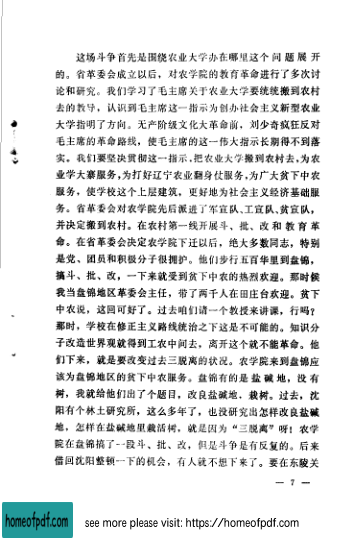 这场斗争首先是围绕农业大学办在哪里这个问题展开
的。省革委会成立以后，对农学院的教育革命进行了多次讨
论和研究。我们学习了毛主席关于农业大学要统统搬到农村
去的教导，认识到毛主席这一指示为创办社会主义新型农业
大学指明了方向。无产阶级文化大革命前，刘少奇疯狂反对
毛主席的革命路线，使毛主席的这一伟大指示长期得不到落
实。我们要坚决贯彻这一指示，把农业大学搬到农村去，为农
业学大寨服务，为打好辽宁农业翻身仗服务，为广大贫下中农
服务，使学校这个上层建筑，更好地为社会主义经济基础服
务。省革委会对农学院先后派进了军宣队、工宣队、贫宣队，
并决定搬到农村。在农村第一线开展斗、批、改和教育革
命。在省革委会决定农学院下迁以后，绝大多数同志，特别
是党、团员和积极分子很拥护。他们步行五百华里到盘锦，
搞斗、批、改，一下来就受到贫下中农的热烈欢迎。那时候
我当盘锦地区革委会主任，带了两千人在田庄台欢迎。贫下
中农说，这回可好了。过去咱们请一个教授来讲课，行吗？
那时，学校在修正主义路线统治之下这是不可能的。知识分
子改造世界观就得到工农中间去，离开这个就不能革命。他
们下来，就是要改变过去三脱离的状况。农学院来到盘锦应
该为盘锦地区的贫下中农服务。盘锦有的是盐碱地，没有
树，我就给他们出了个题目，改良盐碱地，栽树。过去，沈
阳有个林土研究所，这么多年了，也没研究出怎样改良盐碱
地，怎样在盐碱地里栽活树，就是因为“三脱离”呀！农学
院在盘锦搞了一段斗、批、改，但是斗争是有反复的。后来
借回沈阳整顿一下的机会，有人就不想下来了。要在东陵关
— 7 —
homeofpdf.com
see more please visit: https://homeofpdf.com